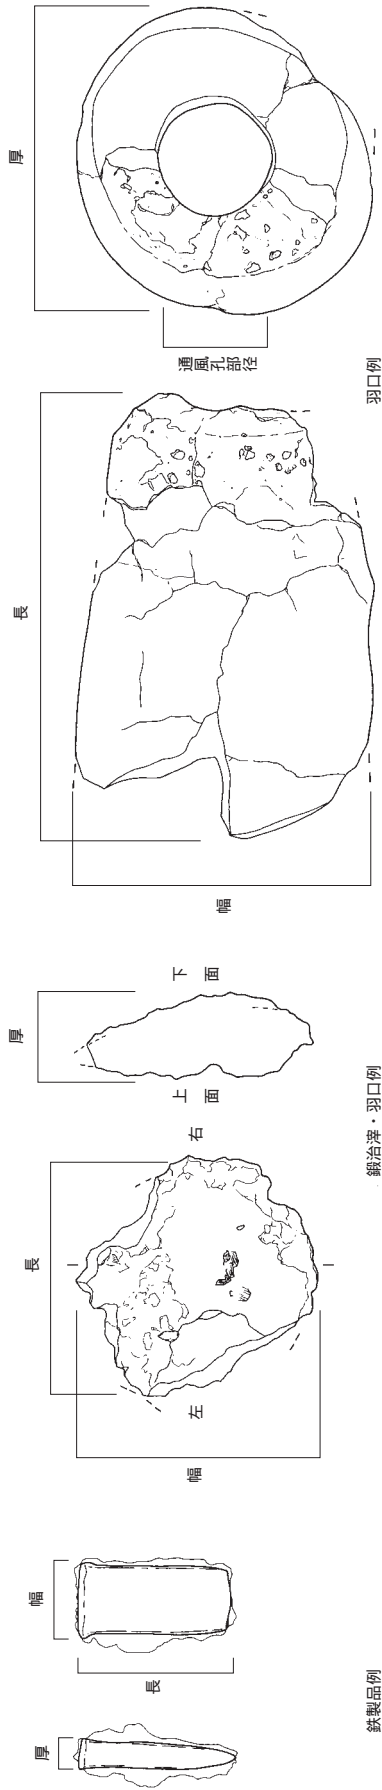 厚
幅
長
鉄製品例
長
左
右
幅
厚
上面
下面
鍛治滓・羽口例
長
幅
厚
通風孔部径
羽口例